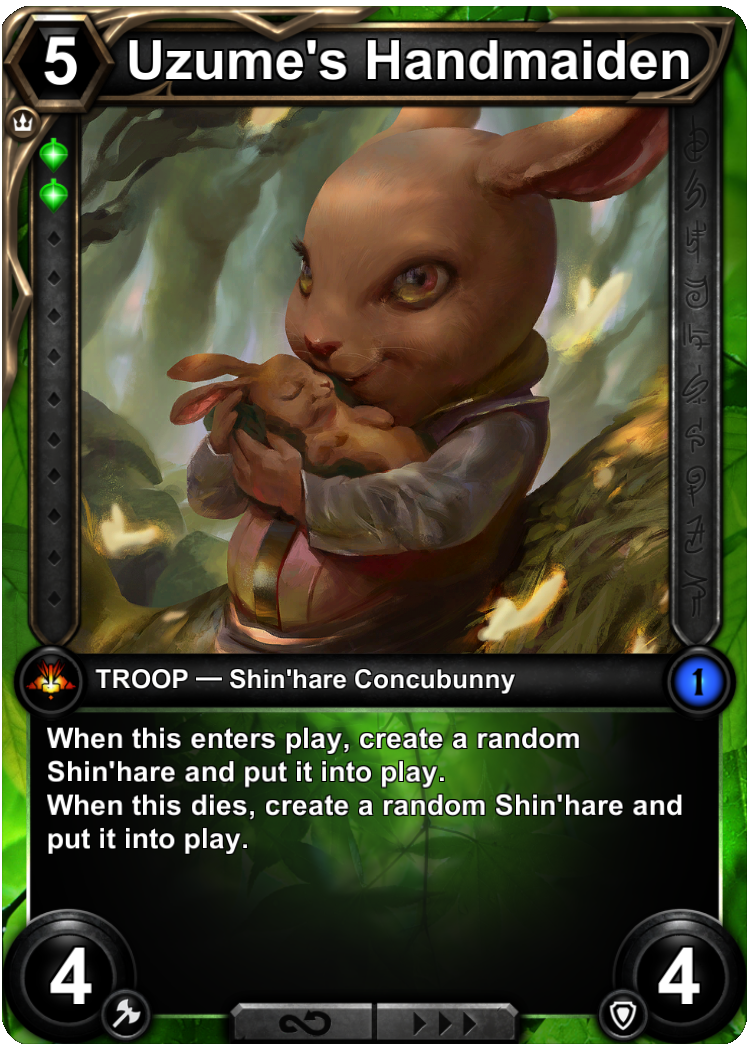 5
Uzume's Handmaiden
TROOP — Shin'hare Concubunny
1
When this enters play, create a random
Shin'hare and put it into play.
When this dies, create a random Shin'hare and
put it into play.
4
4